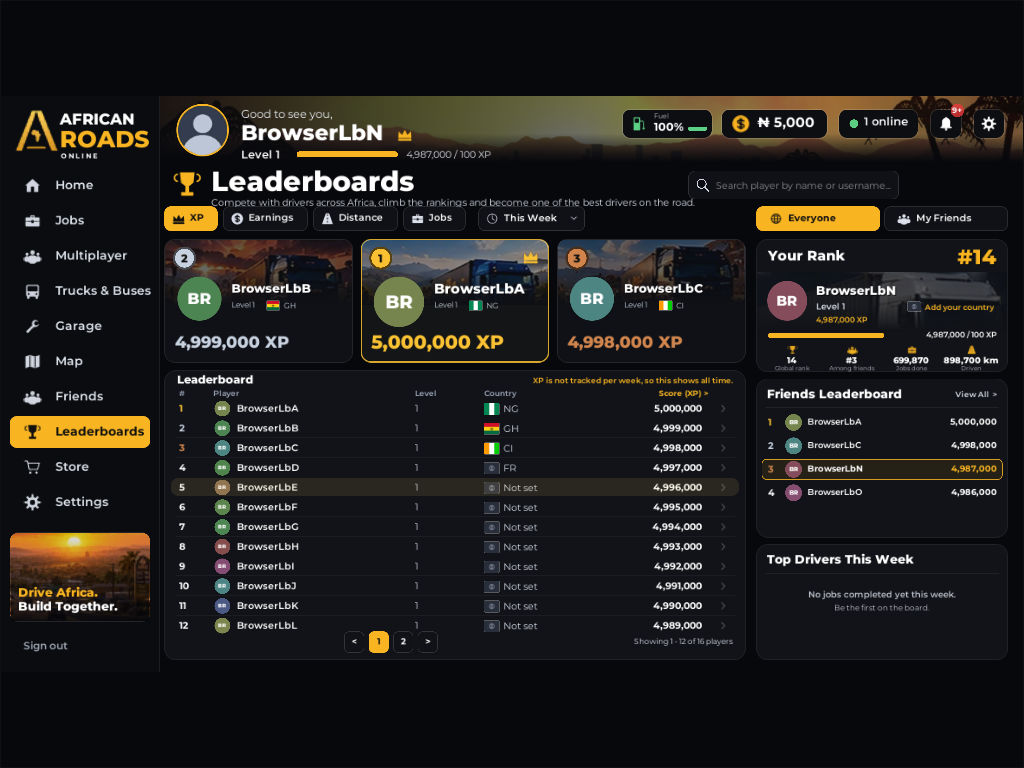 AFRICAN
ROADS
ONLINE
Home
Jobs
Multiplayer
Trucks & Buses
Garage
Map
Friends
Leaderboards
Store
Settings
Drive Africa.
Build Together.
Sign out
Good to see you,
BrowserLbN
Level 1 4,987,000 / 100 XP
Fuel
100%
₦ 5,000
1 online
9+
Leaderboards
Compete with drivers across Africa, climb the rankings and become one of the best drivers on the road.
Search player by name or username...
XP Earnings Distance Jobs This Week
Everyone My Friends
2
BR
BrowserLbB
Level 1 GH
4,999,000 XP
1
BR
BrowserLbA
Level 1 NG
5,000,000 XP
3
BR
BrowserLbC
Level 1 CI
4,998,000 XP
Leaderboard XP is not tracked per week, so this shows all time.
# Player Level Country Score (XP) >
1 BR BrowserLbA 1 NG 5,000,000 >
2 BR BrowserLbB 1 GH 4,999,000 >
3 BR BrowserLbC 1 CI 4,998,000 >
4 BR BrowserLbD 1 FR 4,997,000 >
5 BR BrowserLbE 1 Not set 4,996,000 >
6 BR BrowserLbF 1 Not set 4,995,000 >
7 BR BrowserLbG 1 Not set 4,994,000 >
8 BR BrowserLbH 1 Not set 4,993,000 >
9 BR BrowserLbI 1 Not set 4,992,000 >
10 BR BrowserLbJ 1 Not set 4,991,000 >
11 BR BrowserLbK 1 Not set 4,990,000 >
12 BR BrowserLbL 1 Not set 4,989,000 >
< 1 2 > Showing 1 - 12 of 16 players
Your Rank #14
BR
BrowserLbN
Level 1 Add your country
4,987,000 XP
4,987,000 / 100 XP
14 #3 699,870 898,700 km
Global rank Among friends Jobs done Driven
Friends Leaderboard View All >
1 BR BrowserLbA 5,000,000
2 BR BrowserLbC 4,998,000
3 BR BrowserLbN 4,987,000
4 BR BrowserLbO 4,986,000
Top Drivers This Week
No jobs completed yet this week.
Be the first on the board.